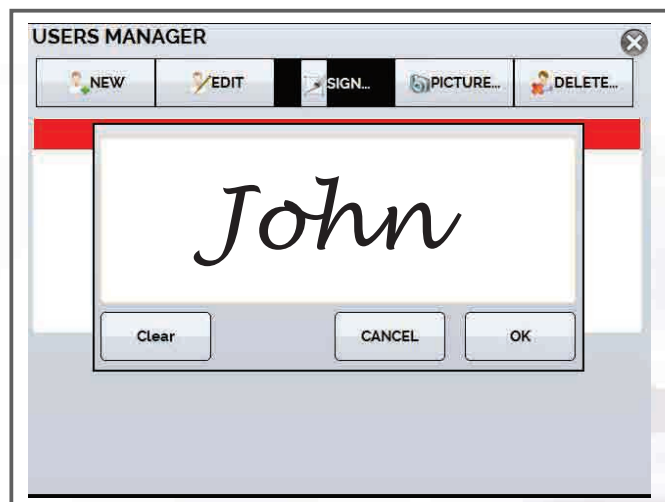 USERS MANAGER
NEW EDIT SIGN... PICTURE... DELETE...
John
Clear CANCEL OK